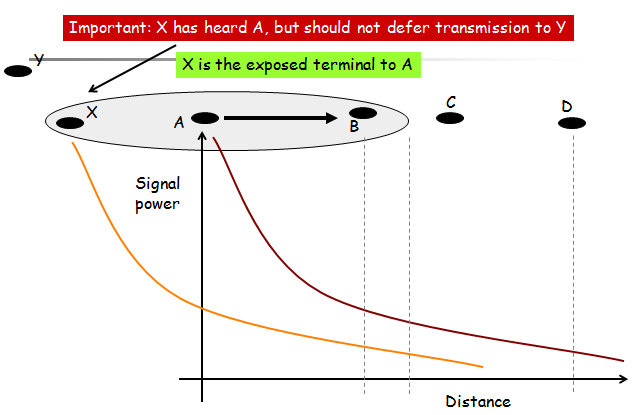 Important: X has heard A, but should not defer transmission to Y
Y
X is the exposed terminal to A
X
A
B
C
D
Signal
power
Distance